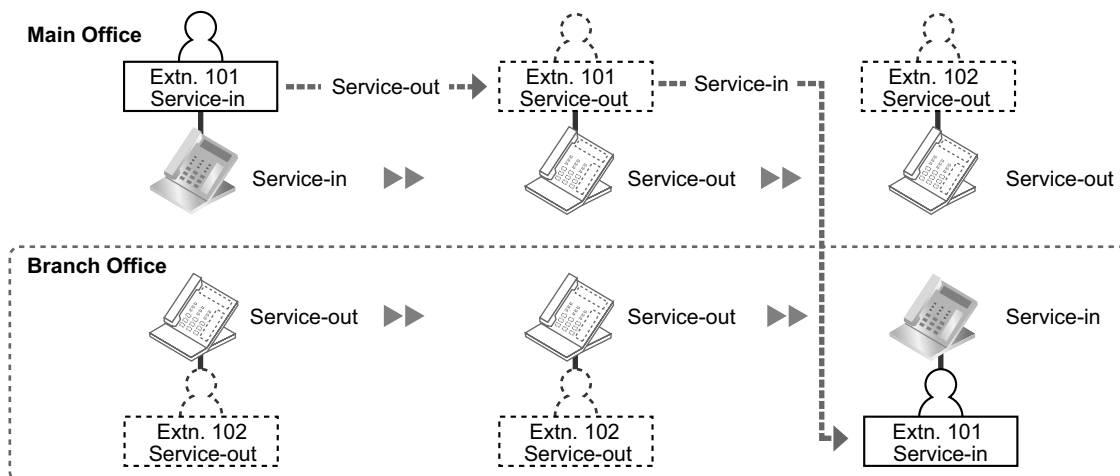 Main Office
Extn. 101
Service-in
Service-out
Extn. 101
Service-out
Service-in
Extn. 102
Service-out
Service-in
Service-out
Service-out
Branch Office
Service-out
Service-out
Service-in
Extn. 102
Service-out
Extn. 102
Service-out
Extn. 101
Service-in